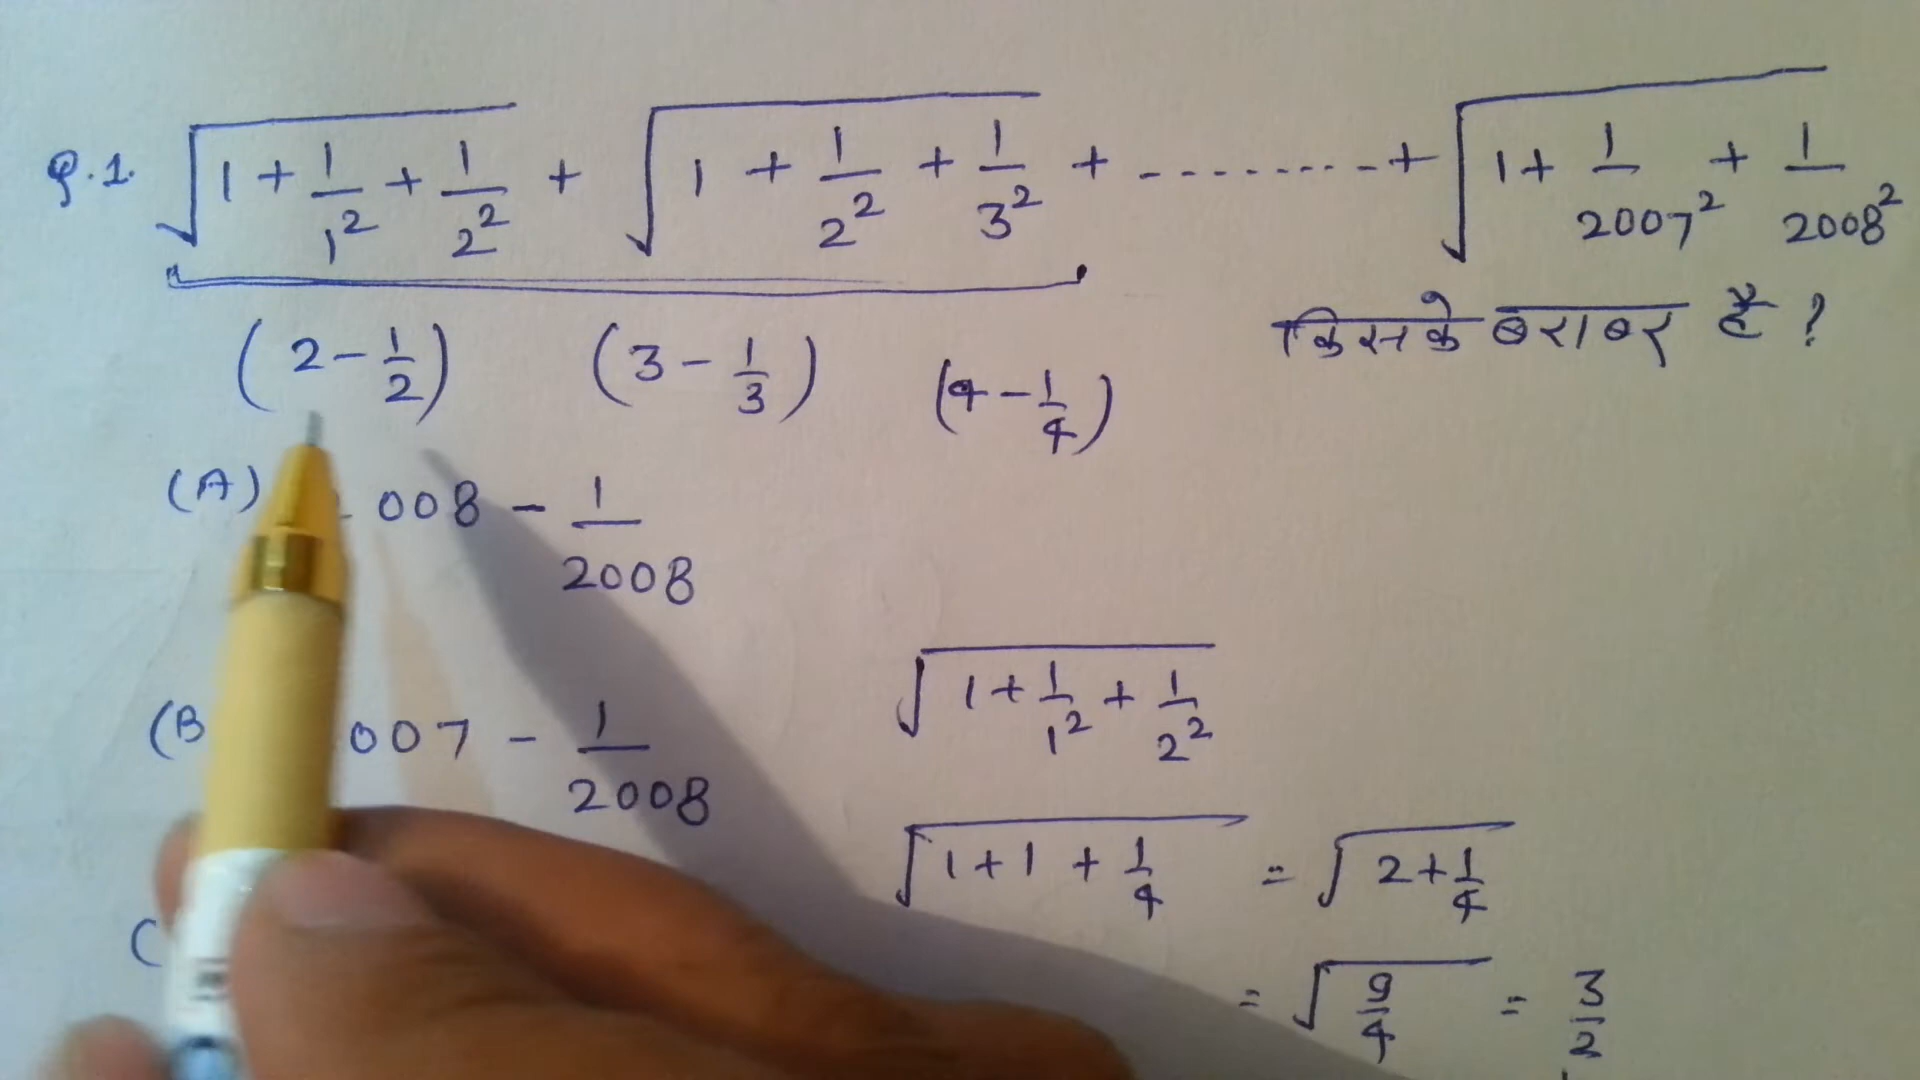 Q.1. √(1 + 1/1² + 1/2²) + √(1 + 1/2² + 1/3²) + - - - - - - - - + √(1 + 1/2007² + 1/2008²)
किसके बराबर है ?
(2 - 1/2) (3 - 1/3) (4 - 1/4)
(A) 008 - 1/2008
√(1 + 1/1² + 1/2²)
(B 007 - 1/2008
√(1 + 1 + 1/4) = √(2 + 1/4)
(
= √(9/4) = 3/2